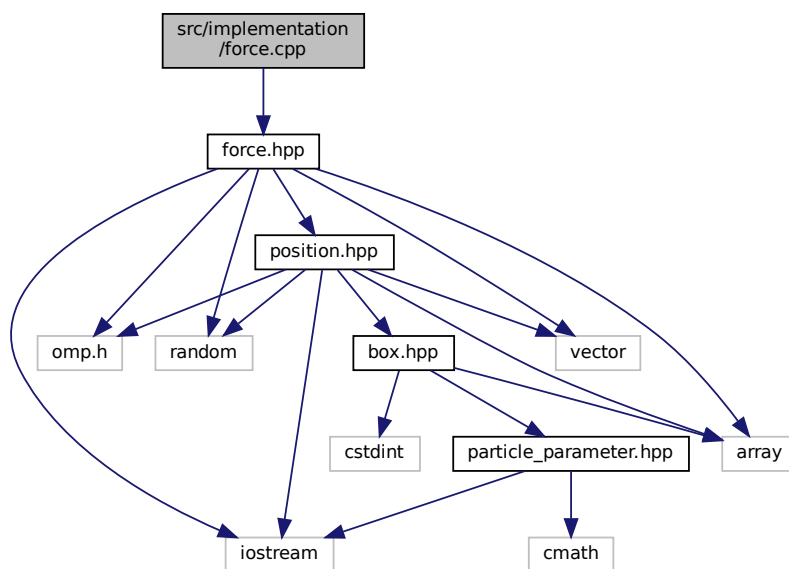 src/implementation
/force.cpp
force.hpp
position.hpp
omp.h
random
box.hpp
vector
cstdint
particle_parameter.hpp
array
iostream
cmath